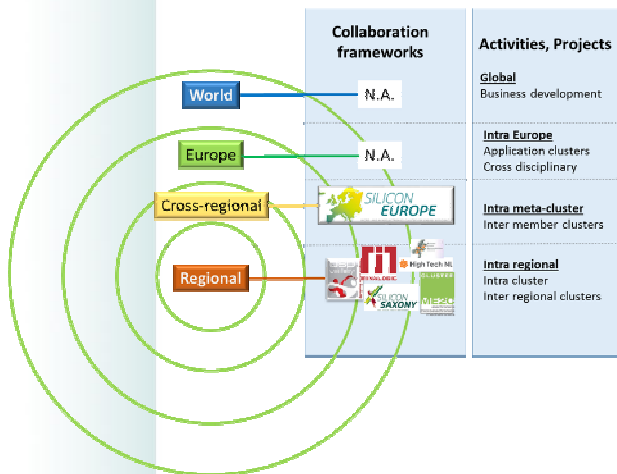 Collaboration
frameworks
Activities, Projects
World
N.A.
Global
Business development
Europe
N.A.
Intra Europe
Application clusters
Cross disciplinary
Cross-regional
SILICON
EUROPE
Intra meta-cluster
Inter member clusters
Regional
High Tech NL
SILICON
SAXONY
CLUSTER
Intra regional
Intra cluster
Inter regional clusters